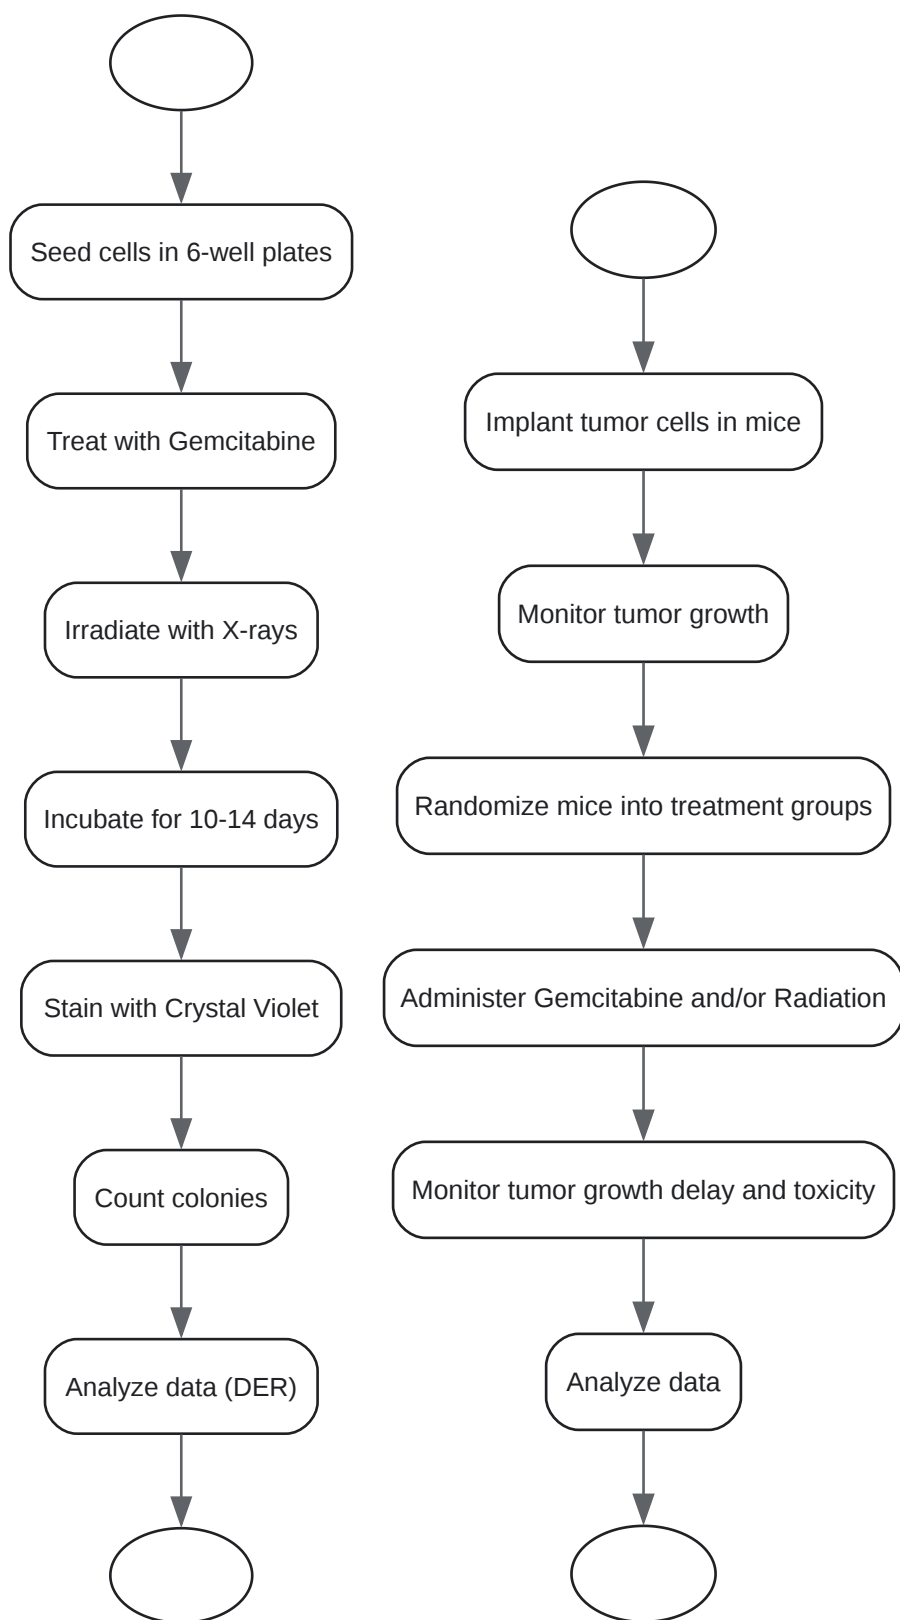 Seed cells in 6-well plates
Treat with Gemcitabine
Irradiate with X-rays
Incubate for 10-14 days
Stain with Crystal Violet
Count colonies
Analyze data (DER)
Implant tumor cells in mice
Monitor tumor growth
Randomize mice into treatment groups
Administer Gemcitabine and/or Radiation
Monitor tumor growth delay and toxicity
Analyze data